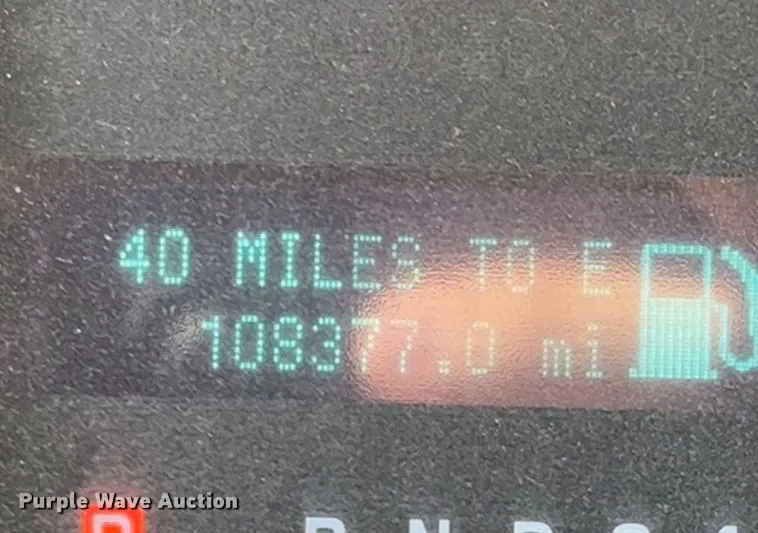 40 MILES TO E
108377.0 mi
Purple Wave Auction